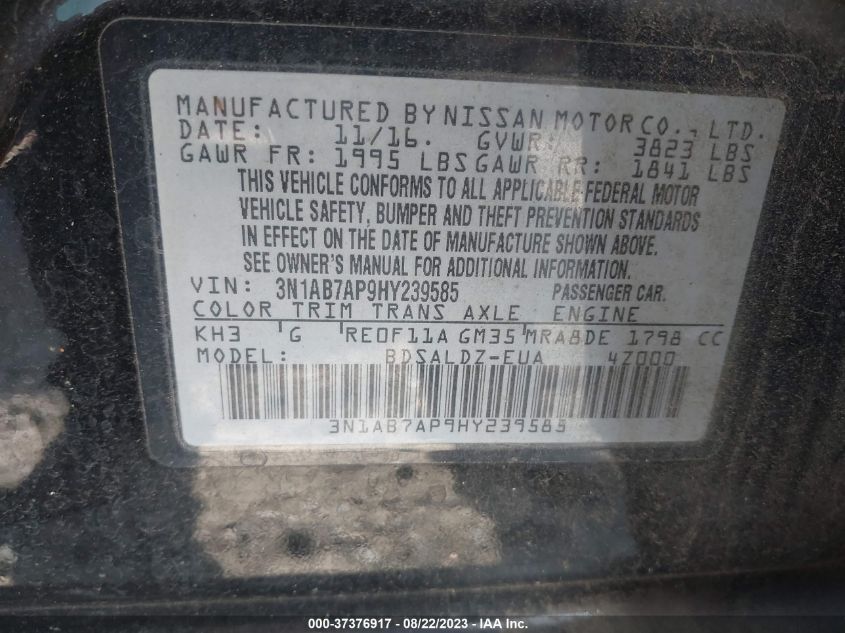 MANUFACTURED BY NISSAN MOTOR CO., LTD.
DATE: 11/16. GVWR: 3823 LBS
GAWR FR: 1995 LBS GAWR RR: 1841 LBS
THIS VEHICLE CONFORMS TO ALL APPLICABLE FEDERAL MOTOR
VEHICLE SAFETY, BUMPER AND THEFT PREVENTION STANDARDS
IN EFFECT ON THE DATE OF MANUFACTURE SHOWN ABOVE.
SEE OWNER'S MANUAL FOR ADDITIONAL INFORMATION.
VIN: 3N1AB7AP9HY239585 PASSENGER CAR.
COLOR TRIM TRANS AXLE ENGINE
KH3 G RE0F11A GM35 MRA8DE 1798 CC
MODEL: BDSALDZ-EUA 4Z000
3N1AB7AP9HY239585
000-37376917 - 08/22/2023 - © COPYRIGHT IAA, INC.